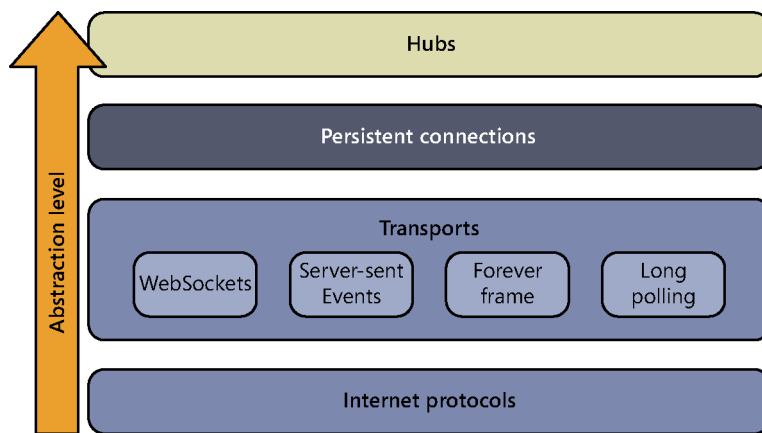 Hubs
Persistent connections
Abstraction level
Transports
WebSockets
Server-sent
Events
Forever
frame
Long
polling
Internet protocols